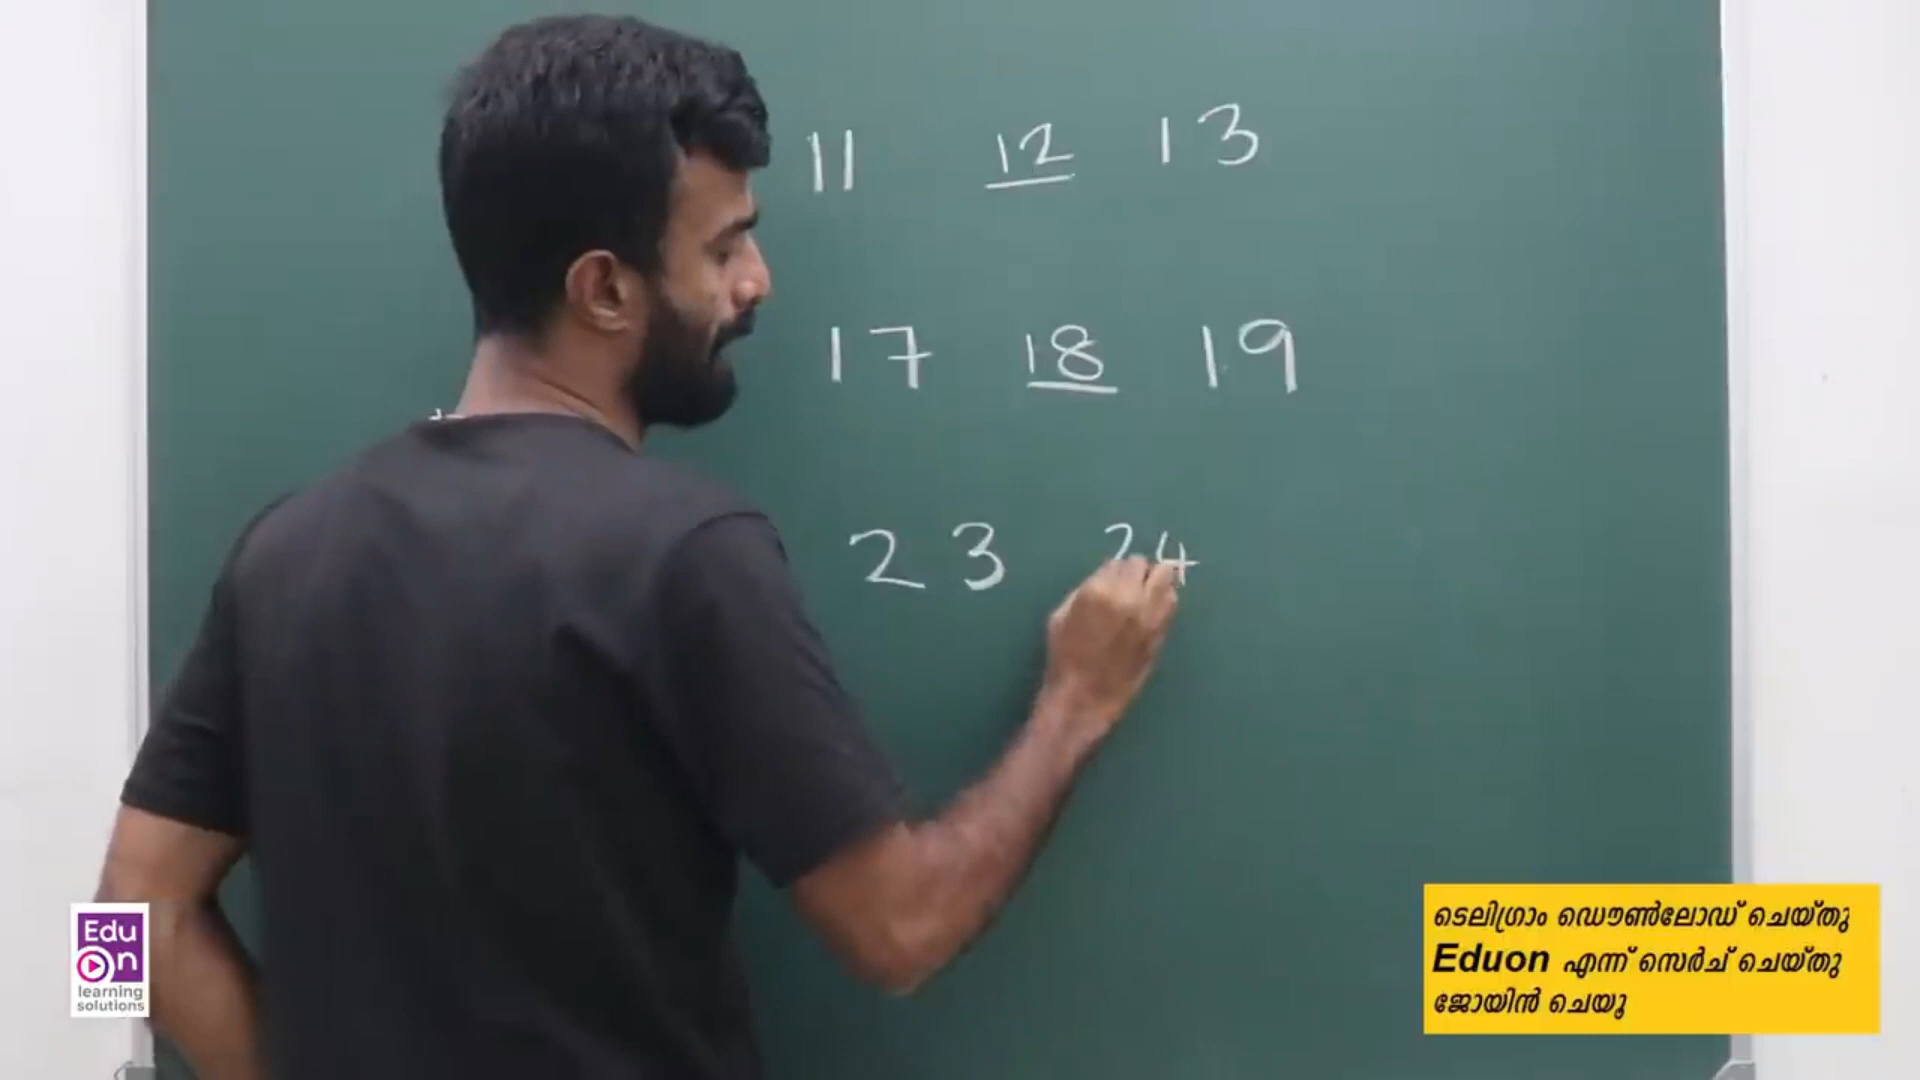 11 12 13
17 18 19
23 24
Edu
On
learning
solutions
ടെലിഗ്രാം ഡൌൺലോഡ് ചെയ്തു
Eduon എന്ന് സെർച് ചെയ്തു
ജോയിൻ ചെയൂ